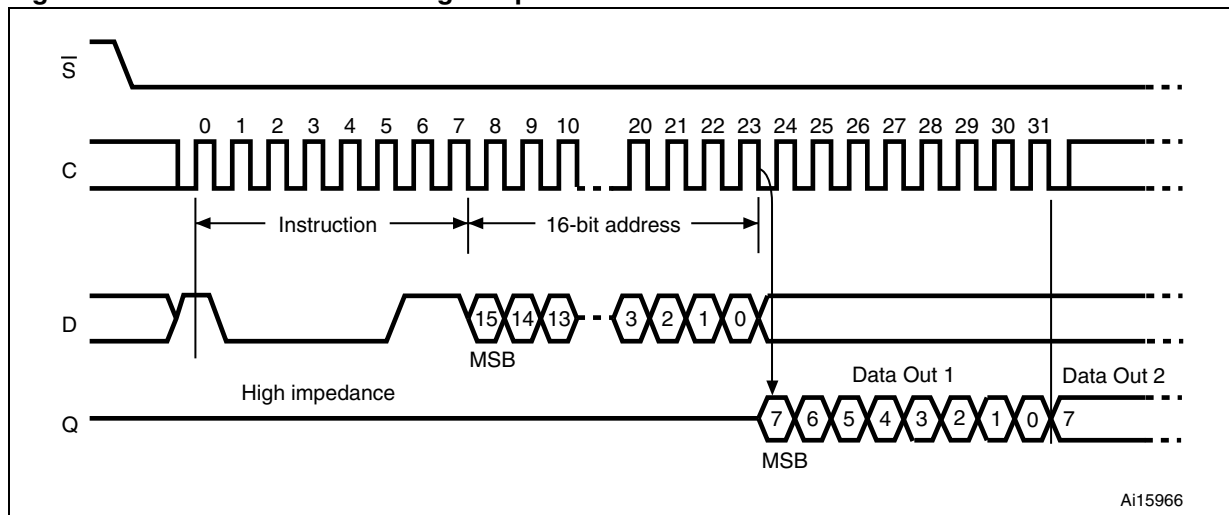 S
0 1 2 3 4 5 6 7 8 9 10 20 21 22 23 24 25 26 27 28 29 30 31
C
Instruction 16-bit address
D 15 14 13 3 2 1 0
MSB
High impedance Data Out 1 Data Out 2
Q 7 6 5 4 3 2 1 0 7
MSB
Ai15966